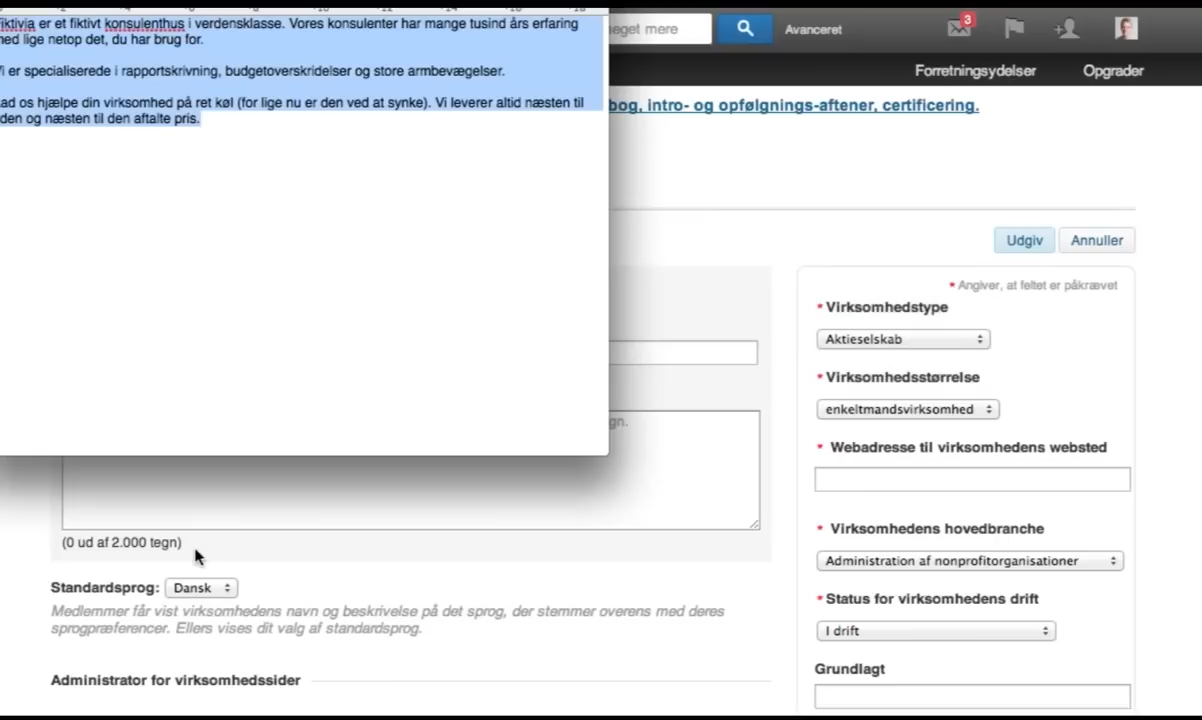 Fiktivia er et fiktivt konsulenthus i verdensklasse. Vores konsulenter har mange tusind års erfaring
med lige netop det, du har brug for.
Vi er specialiserede i rapportskrivning, budgetoverskridelser og store armbevægelser.
Lad os hjælpe din virksomhed på ret køl (for lige nu er den ved at synke). Vi leverer altid næsten til
tiden og næsten til den aftalte pris.
meget mere
Avanceret
3
Forretningsydelser
Opgrader
bog, intro- og opfølgnings-aftener, certificering.
Udgiv
Annuller
* Angiver, at feltet er påkrævet
* Virksomhedstype
Aktieselskab
* Virksomhedsstørrelse
enkeltmandsvirksomhed
gn.
* Webadresse til virksomhedens websted
* Virksomhedens hovedbranche
Administration af nonprofitorganisationer
* Status for virksomhedens drift
I drift
Grundlagt
(0 ud af 2.000 tegn)
Standardsprog: Dansk
Medlemmer får vist virksomhedens navn og beskrivelse på det sprog, der stemmer overens med deres
sprogpræferencer. Ellers vises dit valg af standardsprog.
Administrator for virksomhedssider